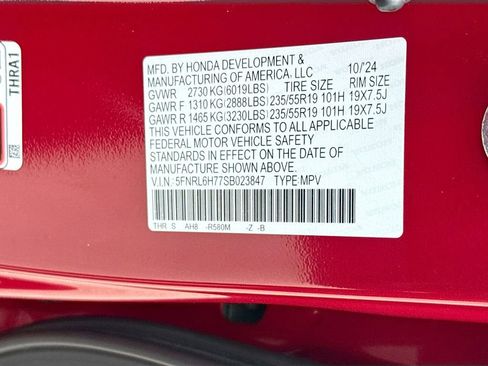 MFD. BY HONDA DEVELOPMENT &
MANUFACTURING OF AMERICA, LLC 10/24
GVWR 2730 KG(6019LBS) TIRE SIZE RIM SIZE
GAWR F 1310 KG(2888LBS)235/55R19 101H 19X7.5J
GAWR R 1465 KG(3230LBS)235/55R19 101H 19X7.5J
THIS VEHICLE CONFORMS TO ALL APPLICABLE
FEDERAL MOTOR VEHICLE SAFETY
STANDARDS IN EFFECT ON THE DATE OF
MANUFACTURE SHOWN ABOVE.
V.I.N.: 5FNRL6H77SB023847 TYPE:MPV
THR S AH8 -R580M -Z -B
THRA1